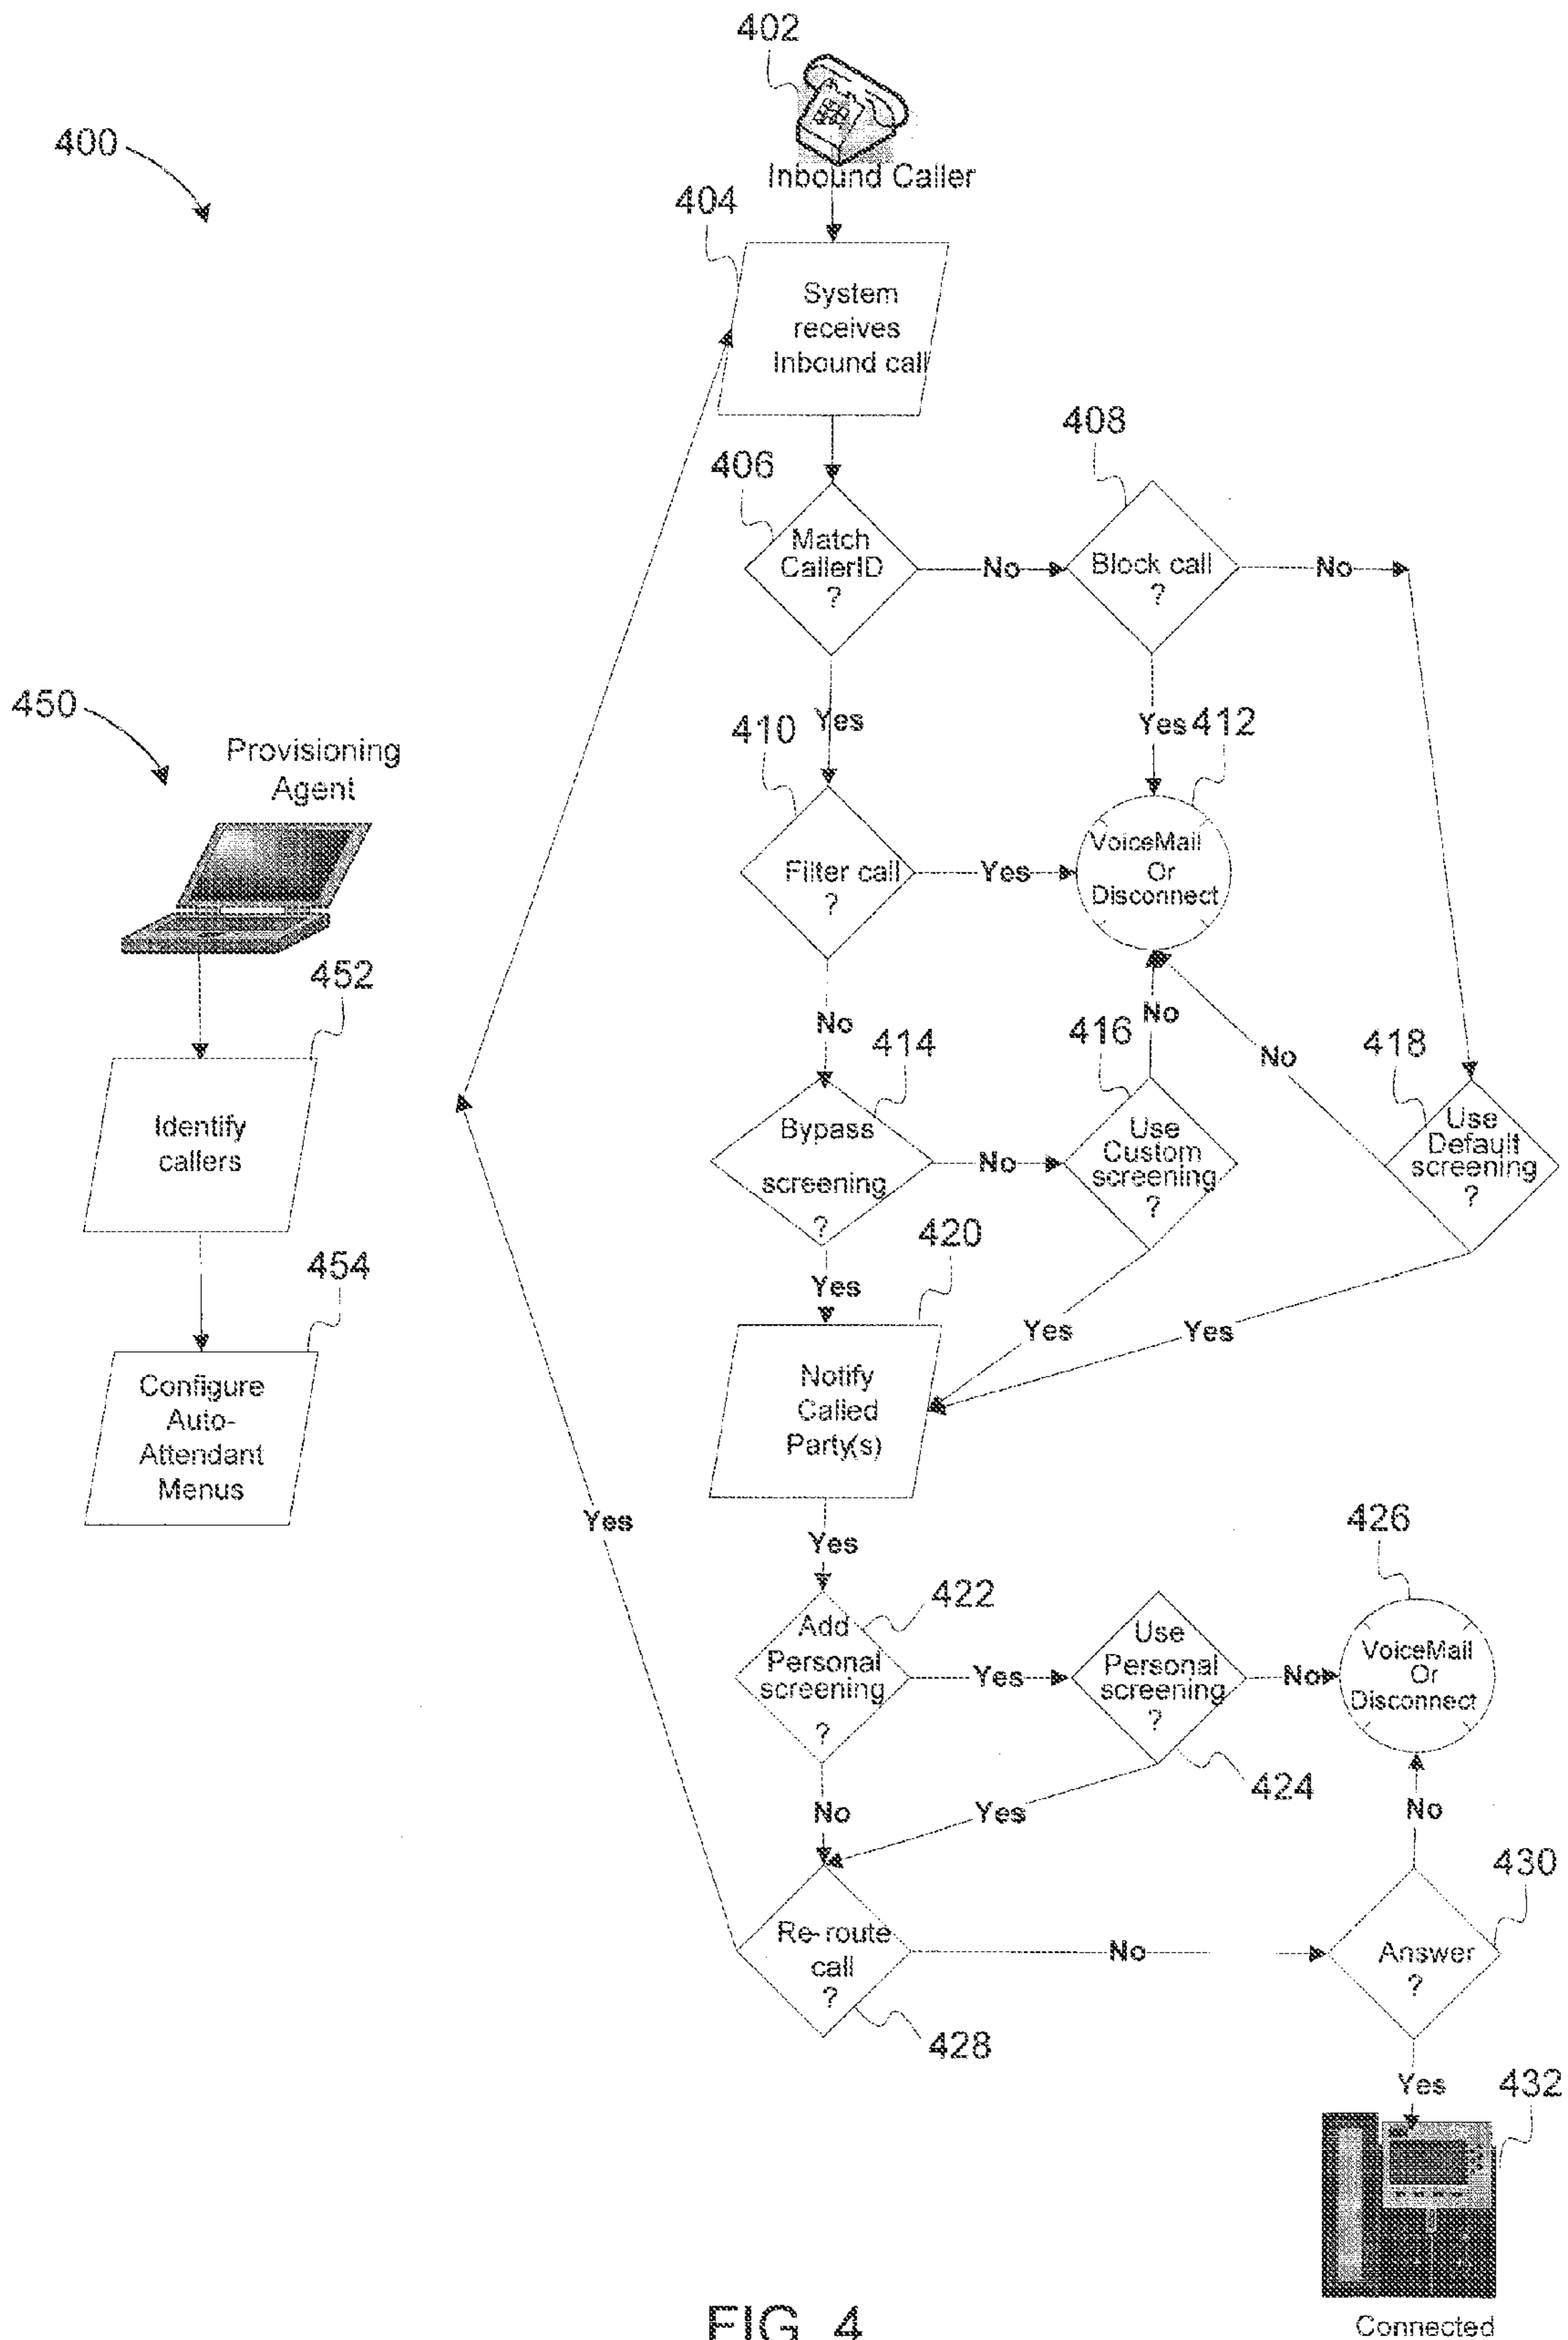 402
400
Inbound Caller
404
System
receives
Inbound call
408
406
Match
CallerID
?
No
Block call
?
No
450
Provisioning
Agent
410
Yes
Yes
412
Filter call
?
Yes
VoiceMail
Or
Disconnect
452
No
414
416
No
No
418
Identify
callers
Bypass
screening
?
No
Use
Custom
screening
?
Use
Default
screening
?
454
420
Yes
Yes
Yes
Configure
Auto-
Attendant
Menus
Notify
Called
Party(s)
Yes
Yes
426
422
Add
Personal
screening
?
Yes
Use
Personal
screening
?
No
VoiceMail
Or
Disconnect
424
No
Yes
No
430
Re-route
call
?
No
Answer
?
428
Yes
432
FIG. 4
Connected